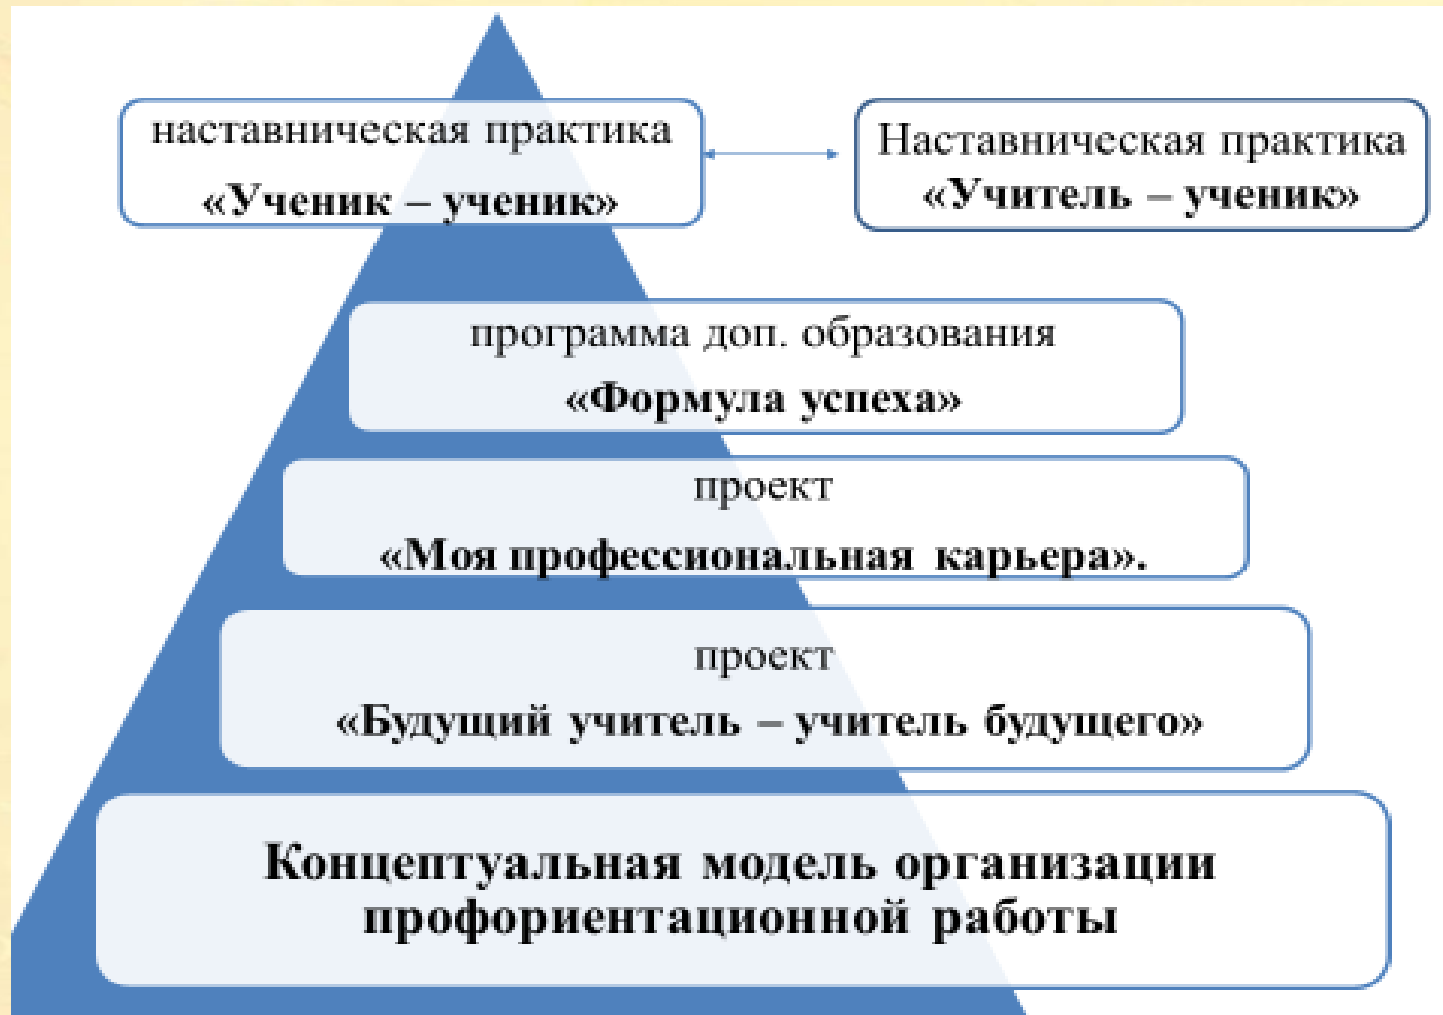 наставническая практика
«Ученик – ученик»
Наставническая практика
«Учитель – ученик»
программа доп. образования
«Формула успеха»
проект
«Моя профессиональная карьера».
проект
«Будущий учитель – учитель будущего»
Концептуальная модель организации
профориентационной работы